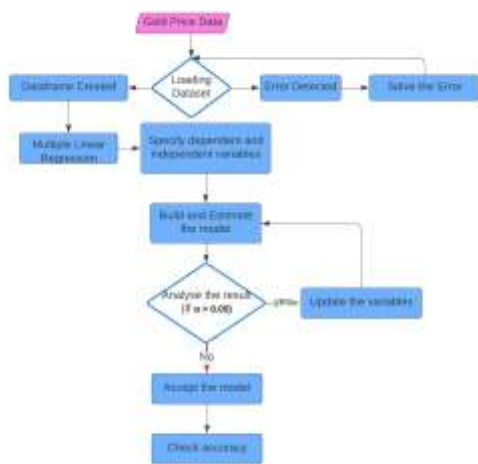 Gold Price Data
Loading
Dataset
Dataframe Created
Error Detected
Solve the Error
Multiple Linear
Regression
Specify dependent and
independent variables
Build and Estimate
the model
Analyse the result
(if α > 0.05)
Update the variables
No
Accept the model
Check accuracy